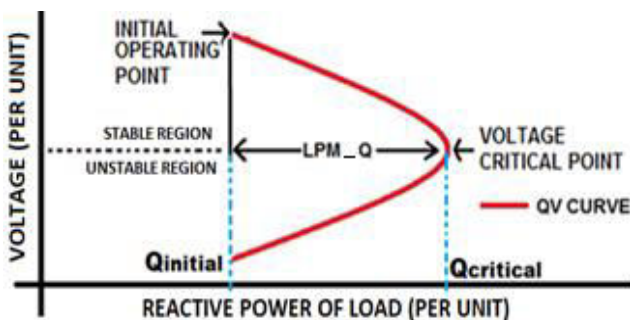 INITIAL
OPERATING
POINT
VOLTAGE (PER UNIT)
STABLE REGION
UNSTABLE REGION
LPM_Q
VOLTAGE
CRITICAL POINT
QV CURVE
Qinitial
Qcritical
REACTIVE POWER OF LOAD (PER UNIT)